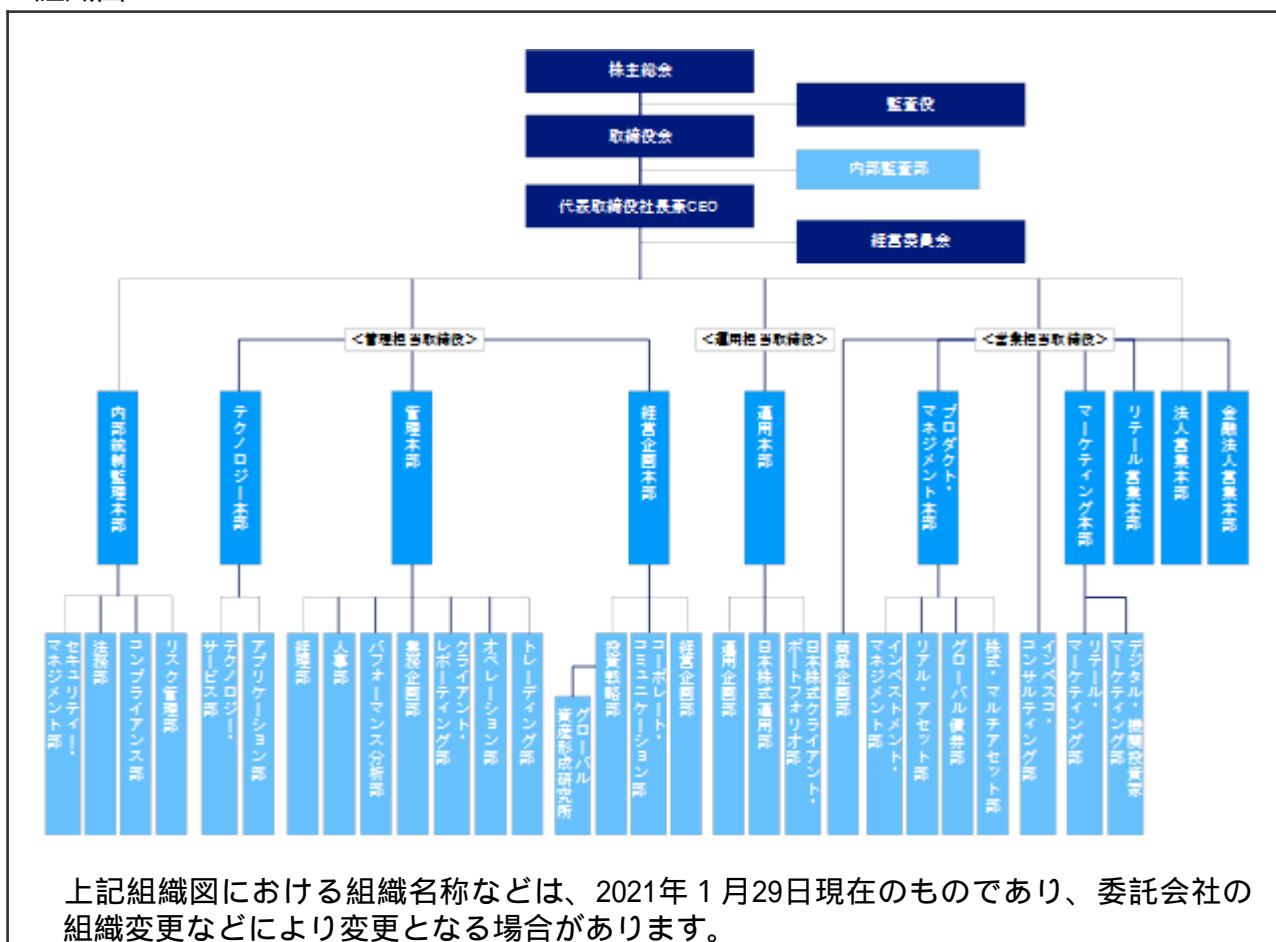 株主総会
監査役
取締役会
内部監査部
代表取締役社長兼CEO
経営委員会
<管理担当取締役>
<運用担当取締役>
<営業担当取締役>
内部統制監理本部
テクノロジー本部
管理本部
経営企画本部
運用本部
プロダクト・
マネジメント本部
マーケティング本部
リテール営業本部
法人営業本部
金融法人営業本部
セキュリティー・
マネジメント部
法務部
コンプライアンス部
リスク管理部
テクノロジー・
サービス部
アプリケーション部
経理部
人事部
パフォーマンス分析部
業務企画部
クライアント・
レポーティング部
オペレーション部
トレーディング部
グローバル
資産形成研究所
投資戦略部
コーポレート・
コミュニケーション部
経営企画部
運用企画部
日本株式運用部
日本株式クライアント・
ポートフォリオ部
商品企画部
インベストメント・
マネジメント部
リアル・アセット部
グローバル債券部
株式・マルチアセット部
インベスコ・
コンサルティング部
リテール・
マーケティング部
デジタル・機関投資家
マーケティング部
上記組織図における組織名称などは、2021年1月29日現在のものであり、委託会社の
組織変更などにより変更となる場合があります。